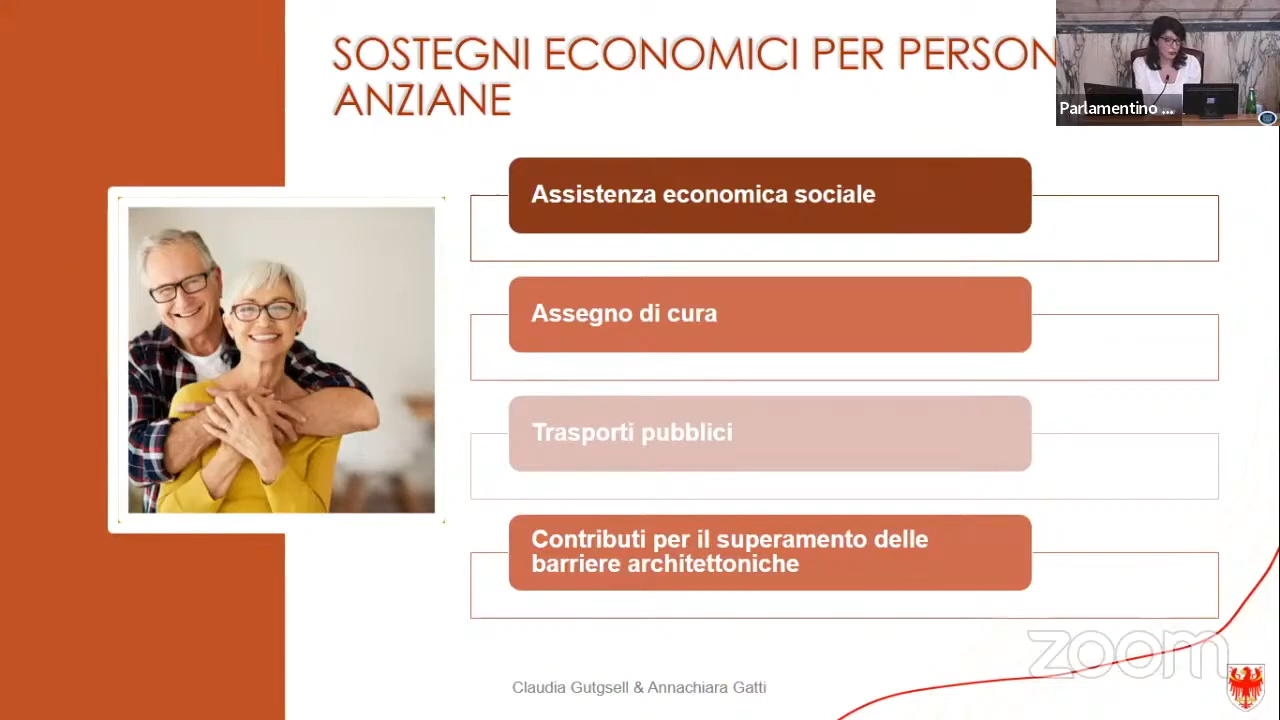 SOSTEGNI ECONOMICI PER PERSON
ANZIANE
Parlamentino ...
Assistenza economica sociale
Assegno di cura
Trasporti pubblici
Contributi per il superamento delle
barriere architettoniche
zoom
Claudia Gutgsell & Annachiara Gatti